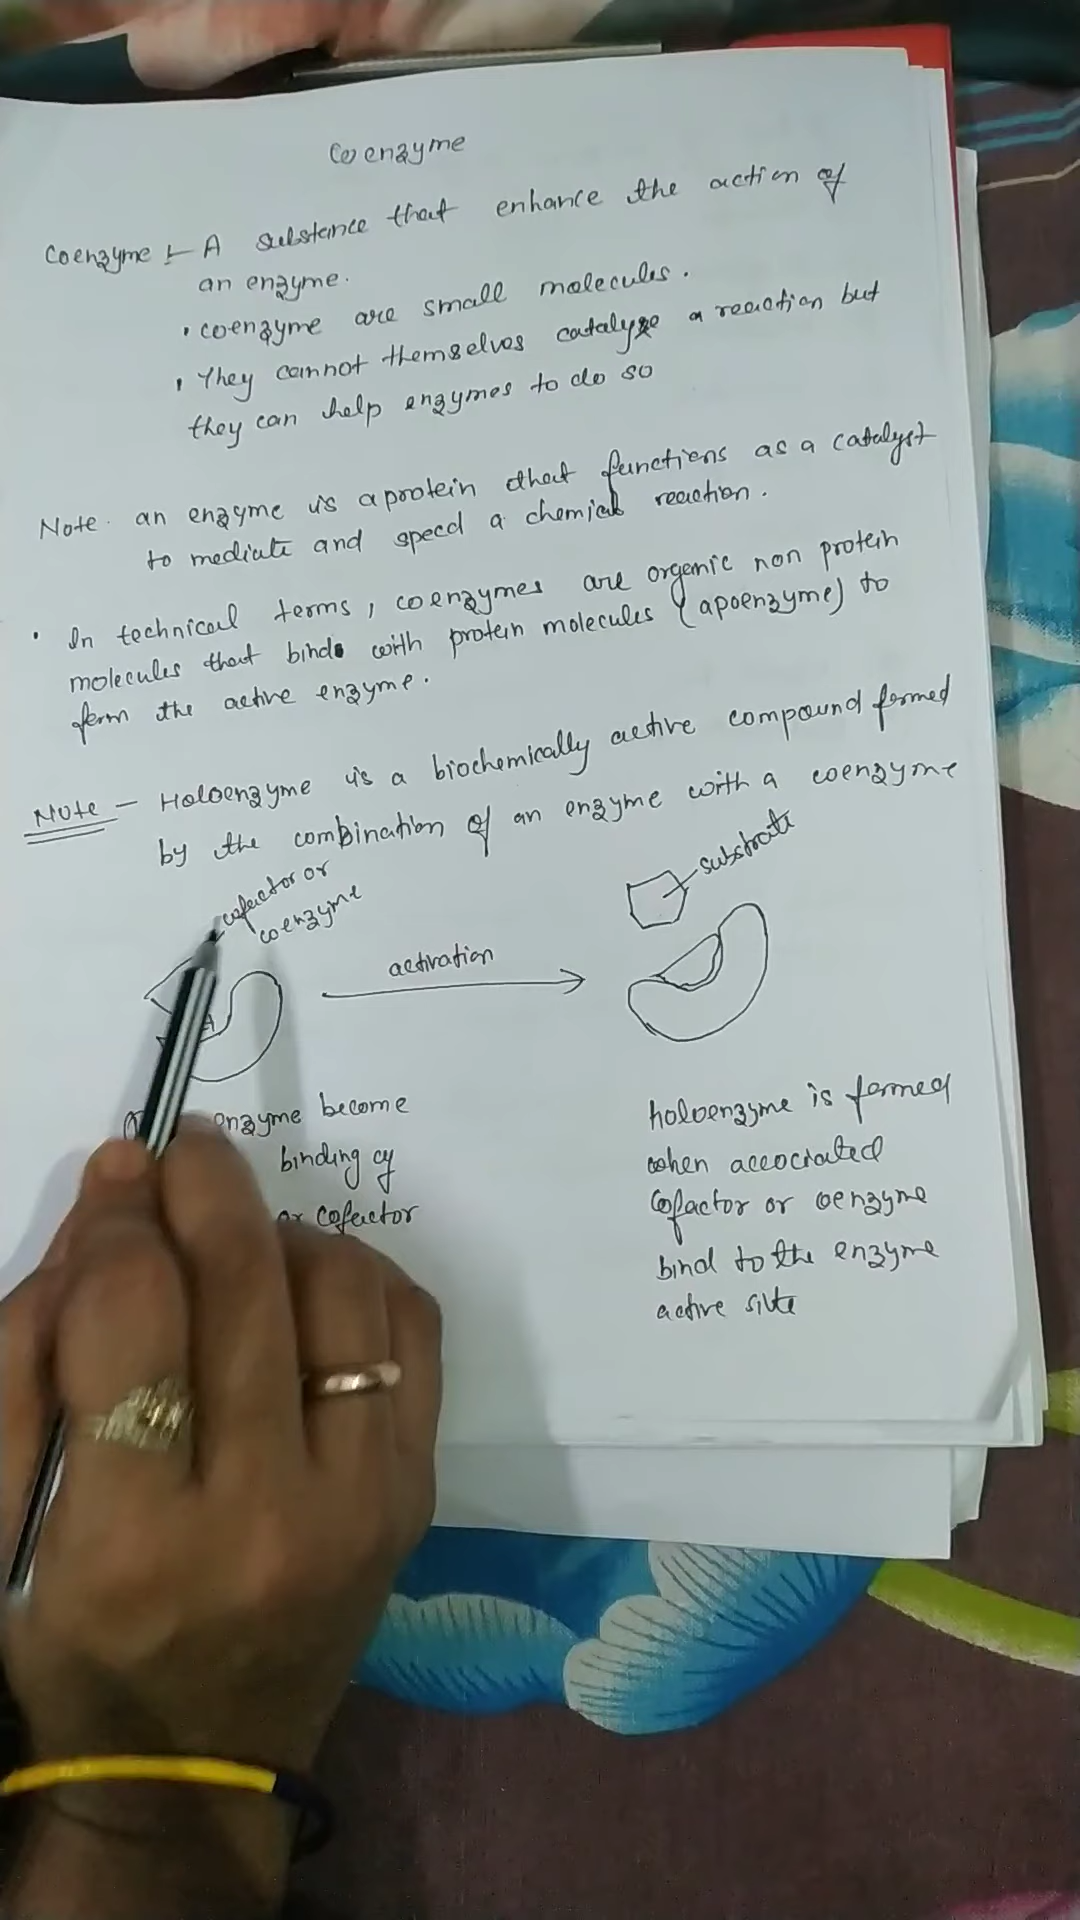 Coenzyme
Coenzyme :- A substance that enhance the action of
an enzyme.
• coenzyme are small molecules.
• They cannot themselves catalyze a reaction but
they can help enzymes to do so
Note. an enzyme is a protein that functions as a catalyst
to mediate and speed a chemical reaction.
• In technical terms, coenzymes are organic non protein
molecules that bind with protein molecules (apoenzyme) to
form the active enzyme.
Note - Holoenzyme is a biochemically active compound formed
by the combination of an enzyme with a coenzyme
substrate
cofactor or
coenzyme
activation
enzyme become
binding cy
or cofactor
holoenzyme is formed
when accociated
Cofactor or oenzyme
bind to the enzyme
active site